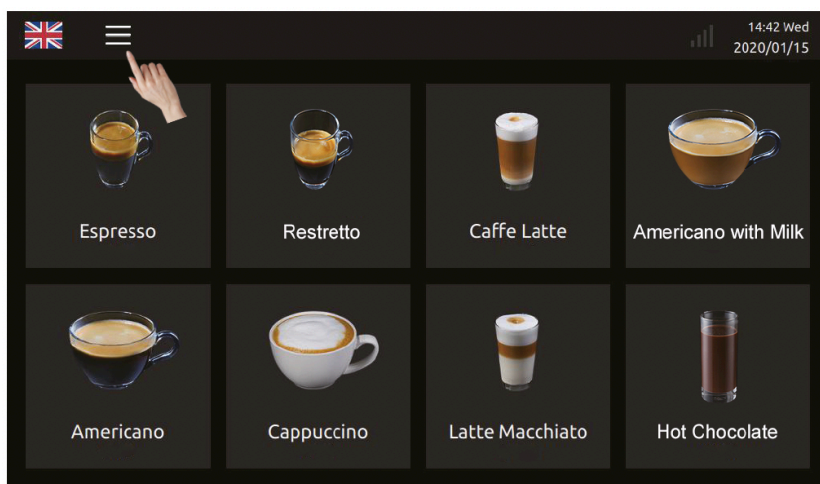 14:42 Wed
2020/01/15
Espresso
Restretto
Caffe Latte
Americano with Milk
Americano
Cappuccino
Latte Macchiato
Hot Chocolate